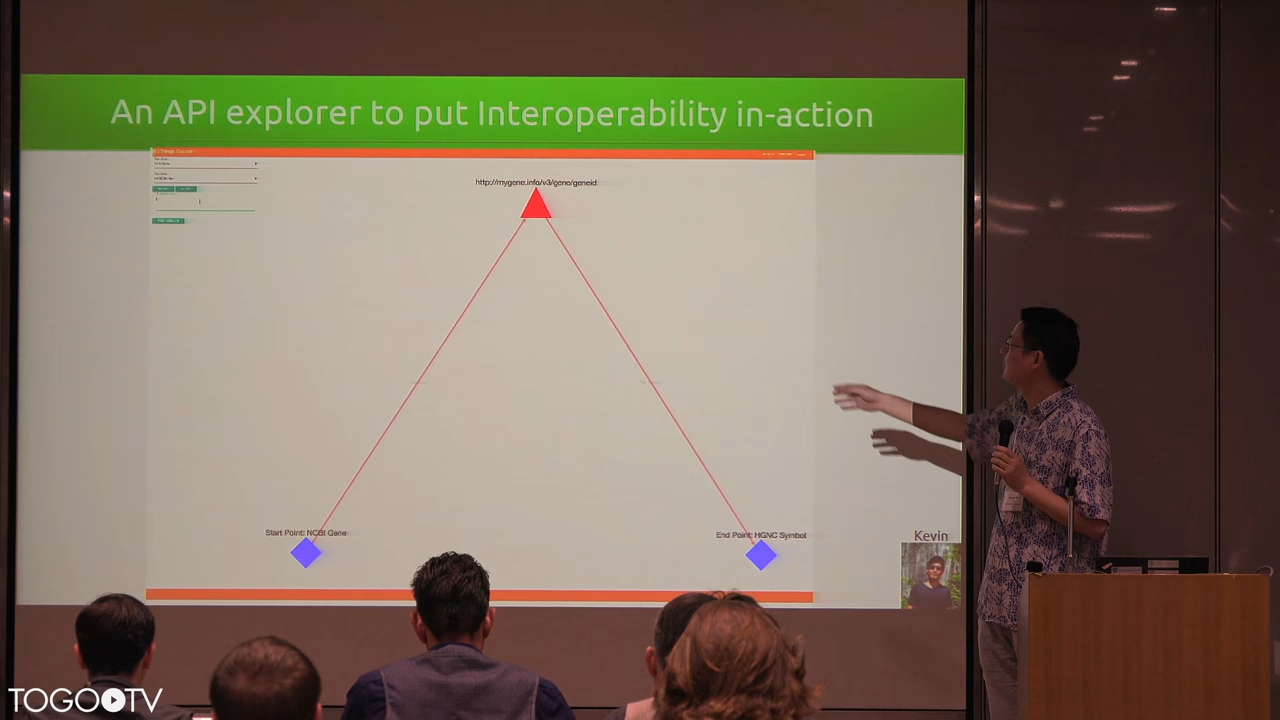 An API explorer to put Interoperability in-action
http://mygene.info/v3/gene/geneid
Start Point: NCBI Gene
End Point: HGNC Symbol
Kevin
TOGOTV